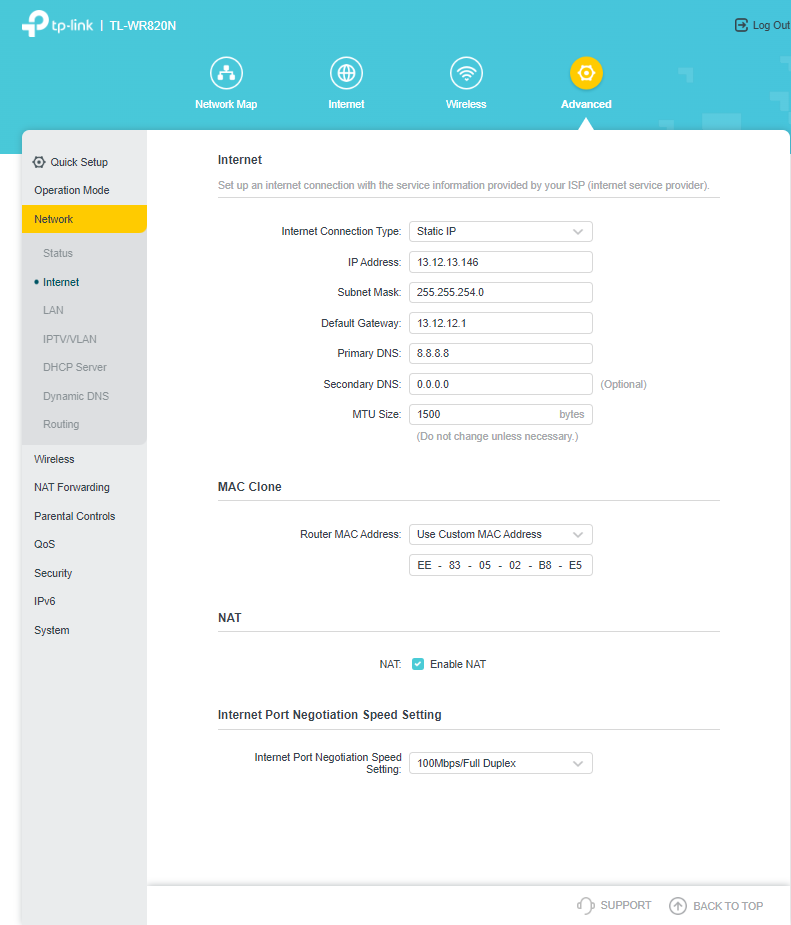 tp-link | TL-WR820N
Log Out
Network Map
Internet
Wireless
Advanced
Quick Setup
Operation Mode
Network
Status
Internet
LAN
IPTV/VLAN
DHCP Server
Dynamic DNS
Routing
Wireless
NAT Forwarding
Parental Controls
QoS
Security
IPv6
System
Internet
Set up an internet connection with the service information provided by your ISP (internet service provider).
Internet Connection Type: Static IP
IP Address: 13.12.13.146
Subnet Mask: 255.255.254.0
Default Gateway: 13.12.12.1
Primary DNS: 8.8.8.8
Secondary DNS: 0.0.0.0 (Optional)
MTU Size: 1500 bytes
(Do not change unless necessary.)
MAC Clone
Router MAC Address: Use Custom MAC Address
EE - 83 - 05 - 02 - B8 - E5
NAT
NAT: Enable NAT
Internet Port Negotiation Speed Setting
Internet Port Negotiation Speed
Setting: 100Mbps/Full Duplex
SUPPORT
BACK TO TOP